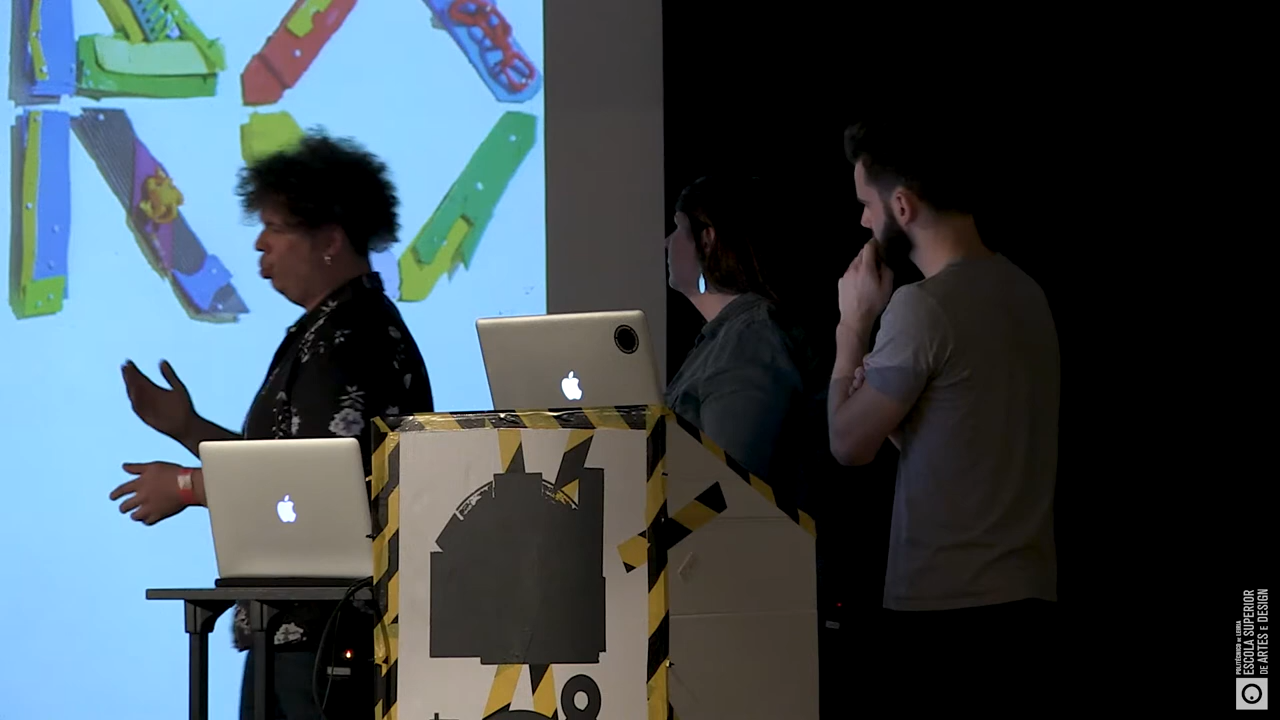 POLITÉCNICO DE LEIRIA
ESCOLA SUPERIOR
DE ARTES E DESIGN